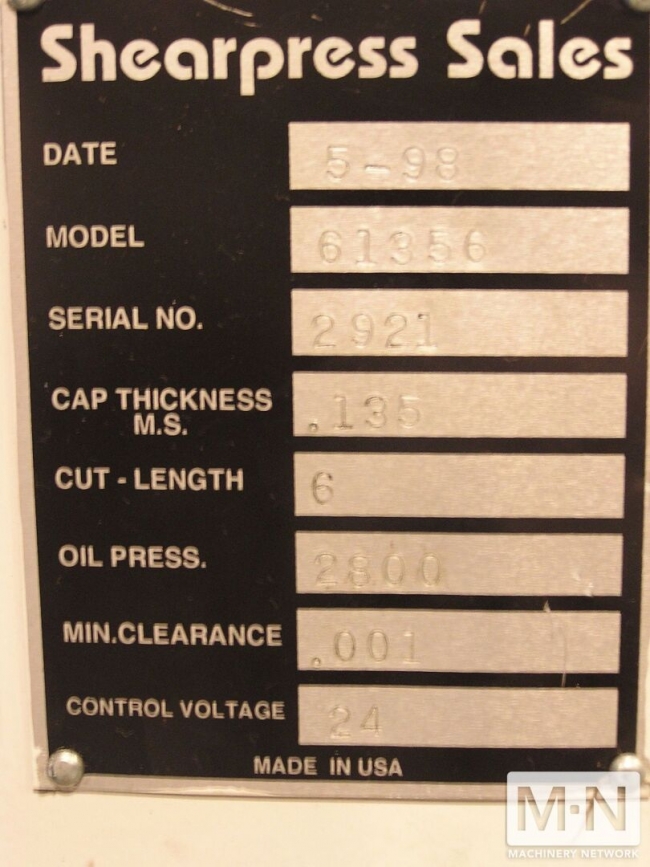 Shearpress Sales
DATE 5-98
MODEL 61356
SERIAL NO. 2921
CAP THICKNESS .135
M.S.
CUT - LENGTH 6
OIL PRESS. 2800
MIN.CLEARANCE .001
CONTROL VOLTAGE 24
MADE IN USA
M·N
MACHINERY NETWORK